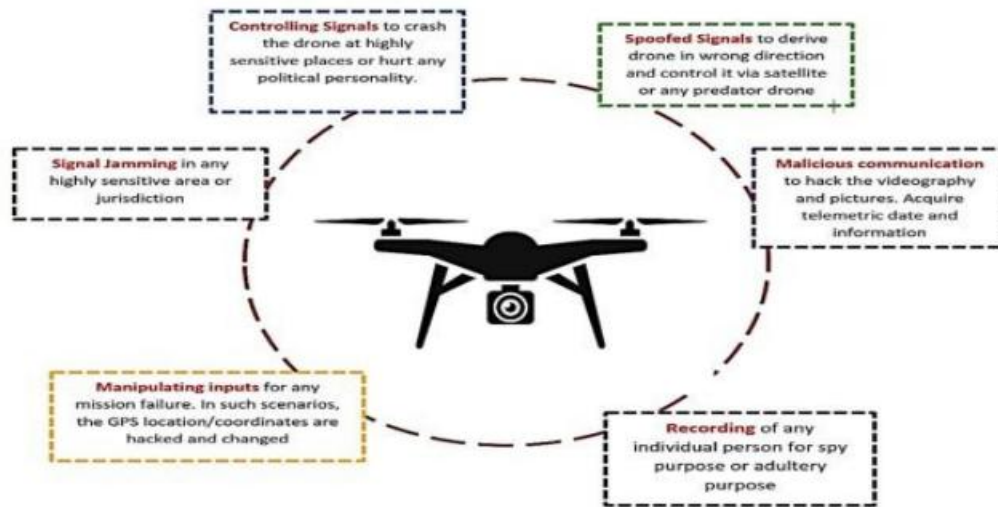 Controlling Signals to crash
the drone at highly
sensitive places or hurt any
political personality.
Spoofed Signals to derive
drone in wrong direction
and control it via satellite
or any predator drone
Signal Jamming in any
highly sensitive area or
jurisdiction
Malicious communication
to hack the videography
and pictures. Acquire
telemetric date and
information
Manipulating inputs for any
mission failure. In such scenarios,
the GPS location/coordinates are
hacked and changed
Recording of any
individual person for spy
purpose or adultery
purpose